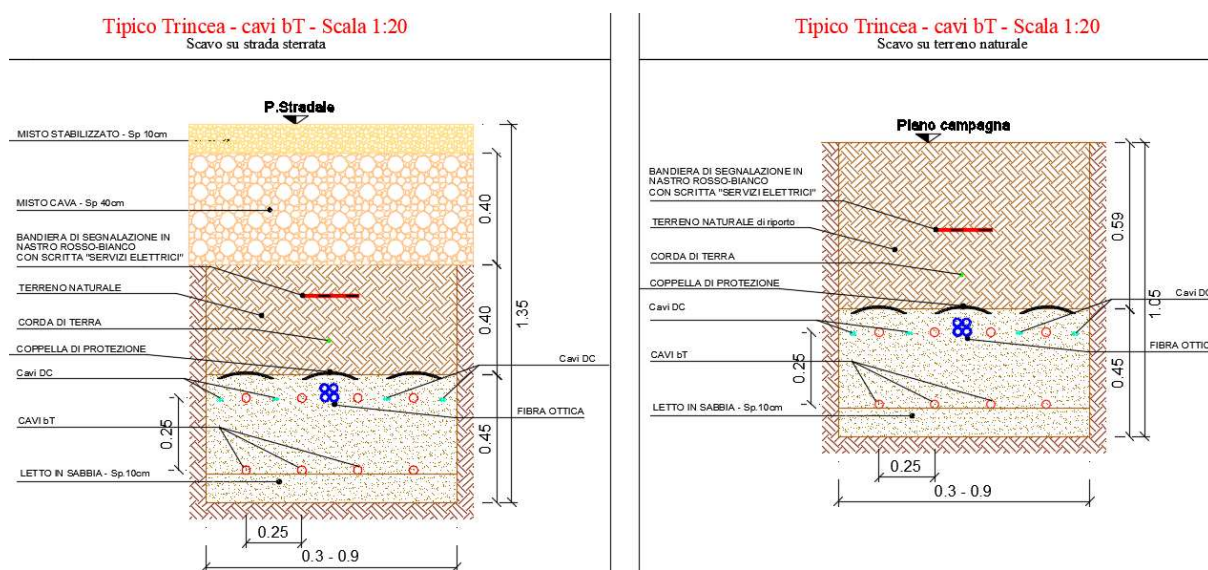 Tipico Trincea - cavi bT - Scala 1:20
Scavo su strada sterrata
P.Stradale
MISTO STABILIZZATO - Sp 10cm
MISTO CAVA - Sp 40cm
BANDIERA DI SEGNALAZIONE IN
NASTRO ROSSO-BIANCO
CON SCRITTA "SERVIZI ELETTRICI"
TERRENO NATURALE
CORDA DI TERRA
COPPELLA DI PROTEZIONE
Cavi DC
CAVI bT
LETTO IN SABBIA - Sp.10cm
Cavi DC
FIBRA OTTICA
0.40
0.40
1.35
0.45
0.25
0.25
0.3 - 0.9
Tipico Trincea - cavi bT - Scala 1:20
Scavo su terreno naturale
Piano campagna
BANDIERA DI SEGNALAZIONE IN
NASTRO ROSSO-BIANCO
CON SCRITTA "SERVIZI ELETTRICI"
TERRENO NATURALE di riporto
CORDA DI TERRA
COPPELLA DI PROTEZIONE
Cavi DC
CAVI bT
LETTO IN SABBIA - Sp.10cm
Cavi DC
FIBRA OTTICA
0.59
1.05
0.45
0.25
0.25
0.3 - 0.9